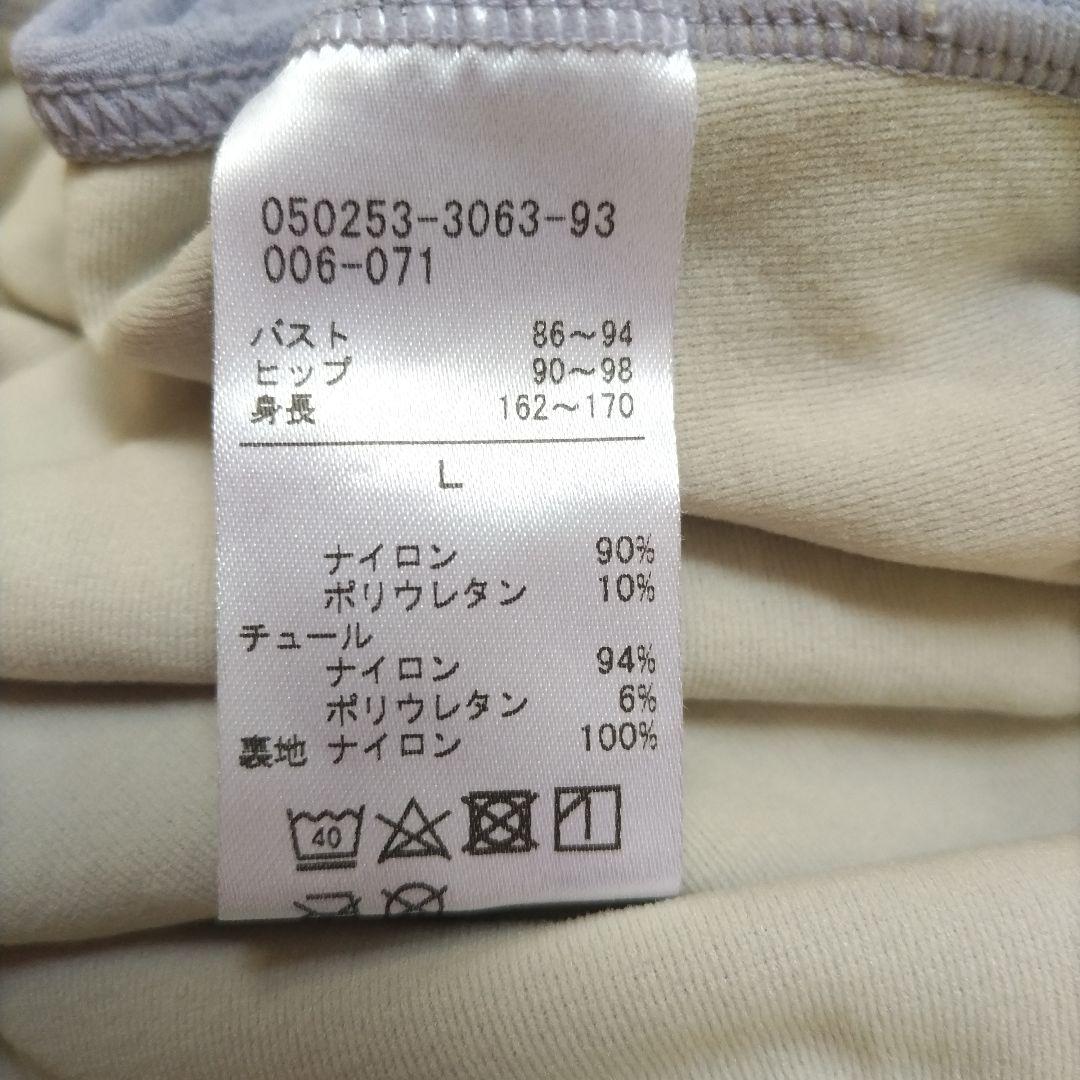 050253-3063-93
006-071
バスト 86～94
ヒップ 90～98
身長 162～170
L
ナイロン 90%
ポリウレタン 10%
チュール
ナイロン 94%
ポリウレタン 6%
裏地 ナイロン 100%
40